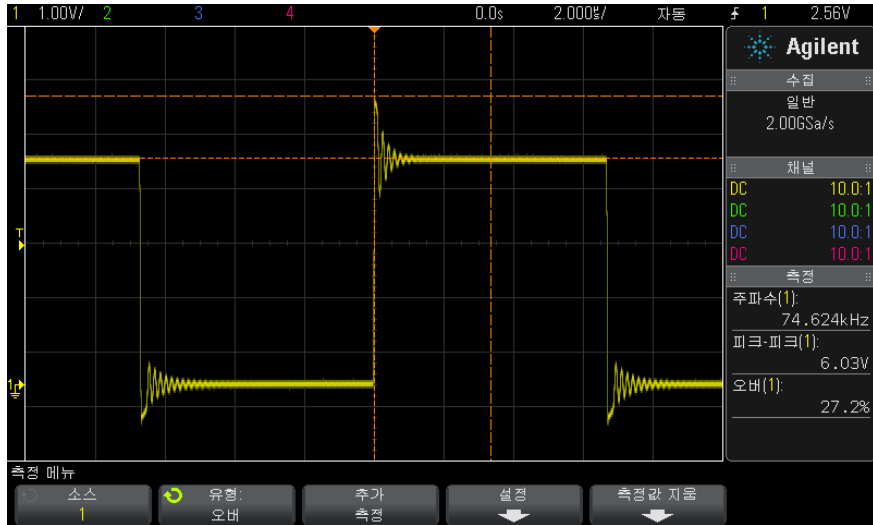 1 1.00V/ 2 3 4 0.0s 2.000㎲/ 자동 1 2.56V
Agilent
수집
일반
2.00GSa/s
채널
DC 10.0:1
DC 10.0:1
DC 10.0:1
DC 10.0:1
측정
주파수(1):
74.624kHz
피크-피크(1):
6.03V
오버(1):
27.2%
T
1
측정 메뉴
소스
1
유형:
오버
추가
측정
설정
측정값 지움